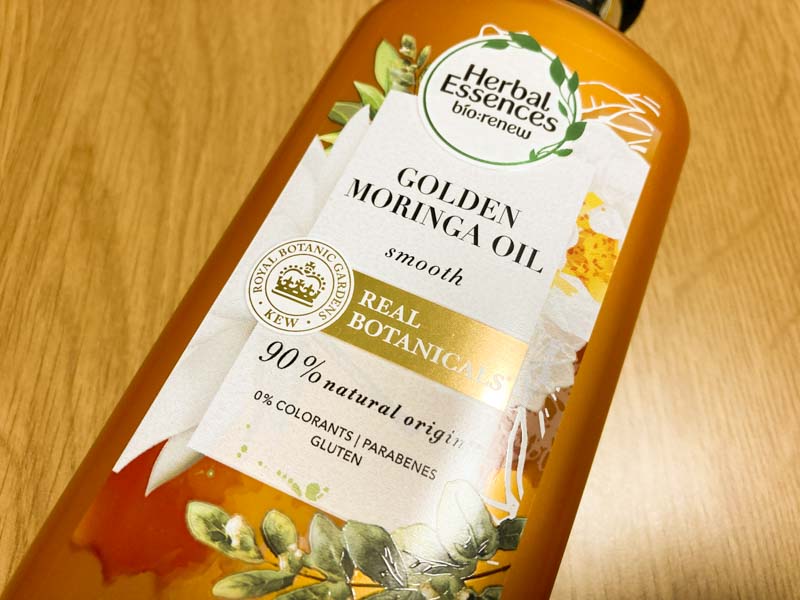 Herbal
Essences
bio:renew
GOLDEN
MORINGA OIL
smooth
ROYAL BOTANIC GARDENS
• KEW •
REAL
BOTANICALS
90% natural origin
0% COLORANTS | PARABENES
GLUTEN